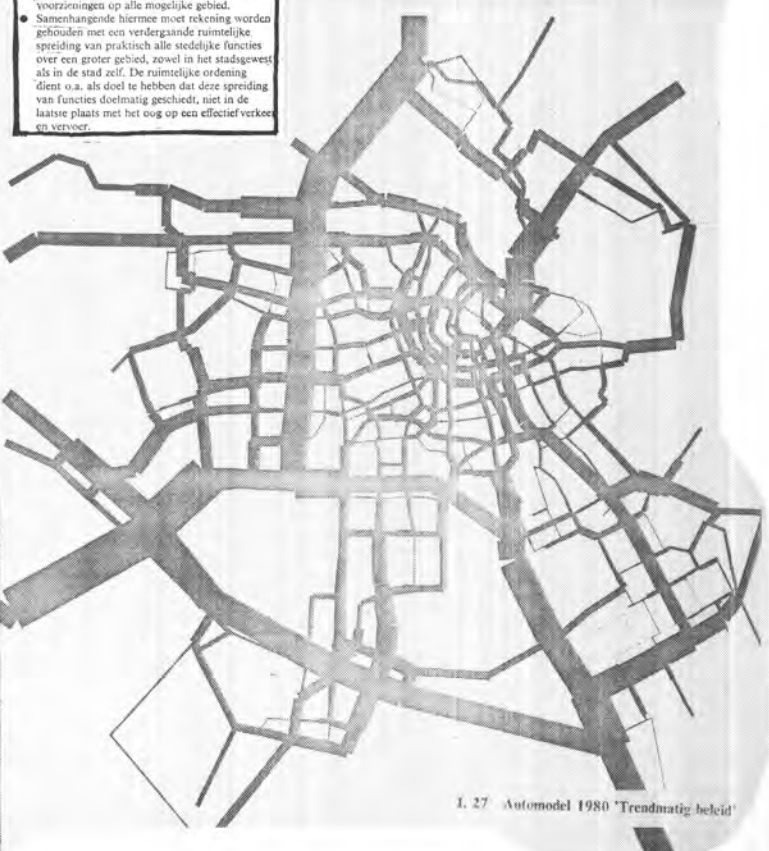 voorzieningen op alle mogelijke gebied.
● Samenhangende hiermee moet rekening worden
gehouden met een verdergaande ruimtelijke
spreiding van praktisch alle stedelijke functies
over een groter gebied, zowel in het stadsgewest
als in de stad zelf. De ruimtelijke ordening
dient o.a. als doel te hebben dat deze spreiding
van functies doelmatig geschiedt, niet in de
laatste plaats met het oog op een effectief verkeer
en vervoer.
I. 27 Automodel 1980 'Trendmatig beleid'